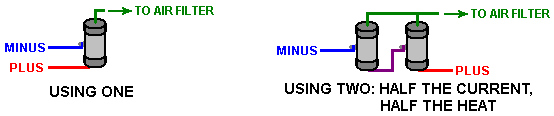 TO AIR FILTER
MINUS
PLUS
USING ONE
TO AIR FILTER
MINUS
PLUS
USING TWO: HALF THE CURRENT,
HALF THE HEAT